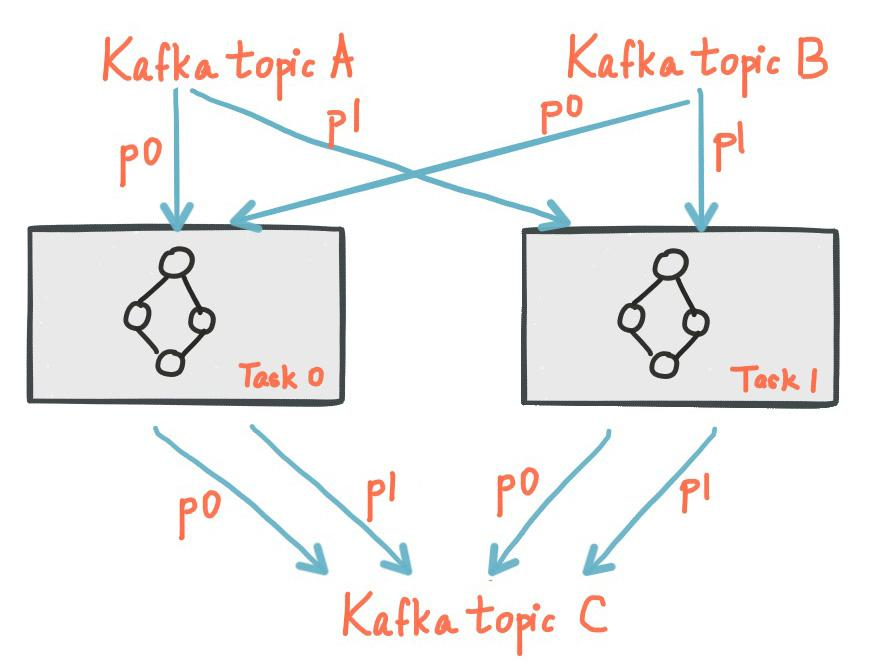 Kafka topic A
Kafka topic B
p0
p1
p0
p1
Task 0
Task 1
p0
p1
p0
p1
Kafka topic C